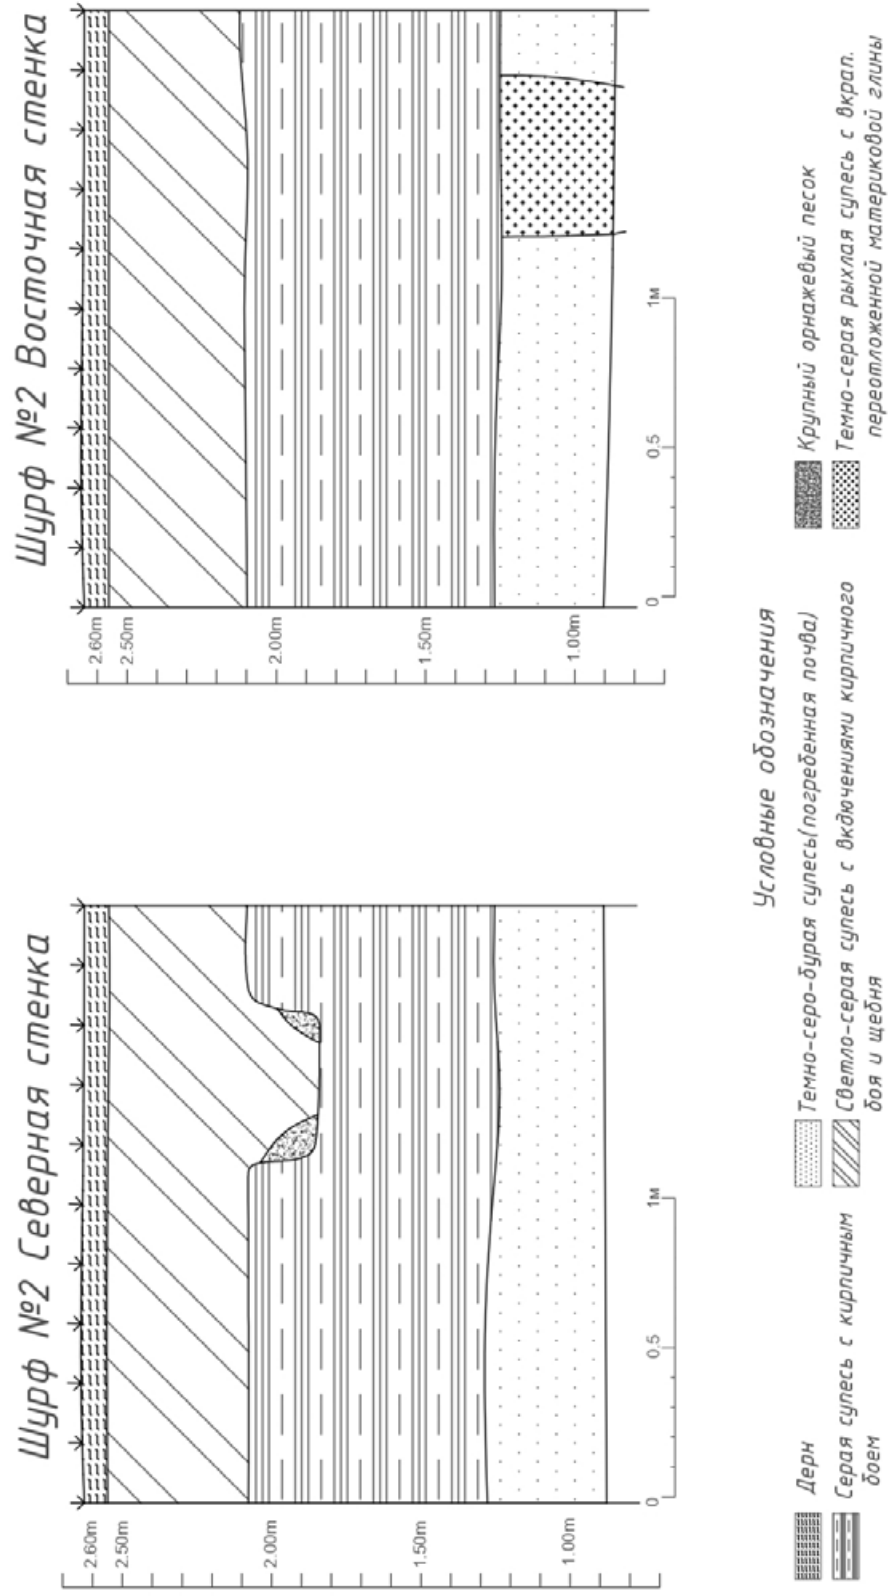 Шурф №2 Северная стенка
2.60m
2.50m
2.00m
1.50m
1.00m
0
0.5
1м
Шурф №2 Восточная стенка
2.60m
2.50m
2.00m
1.50m
1.00m
0
0.5
1м
Условные обозначения
Дерн
Серая супесь с кирпичным
боем
Темно-серо-бурая супесь(погребенная почва)
Светло-серая супесь с вкдючениями кирпичного
боя и щебня
Крупный орнажевый песок
Темно-серая рыхлая супесь с вкрап.
переотложенной материковой глины